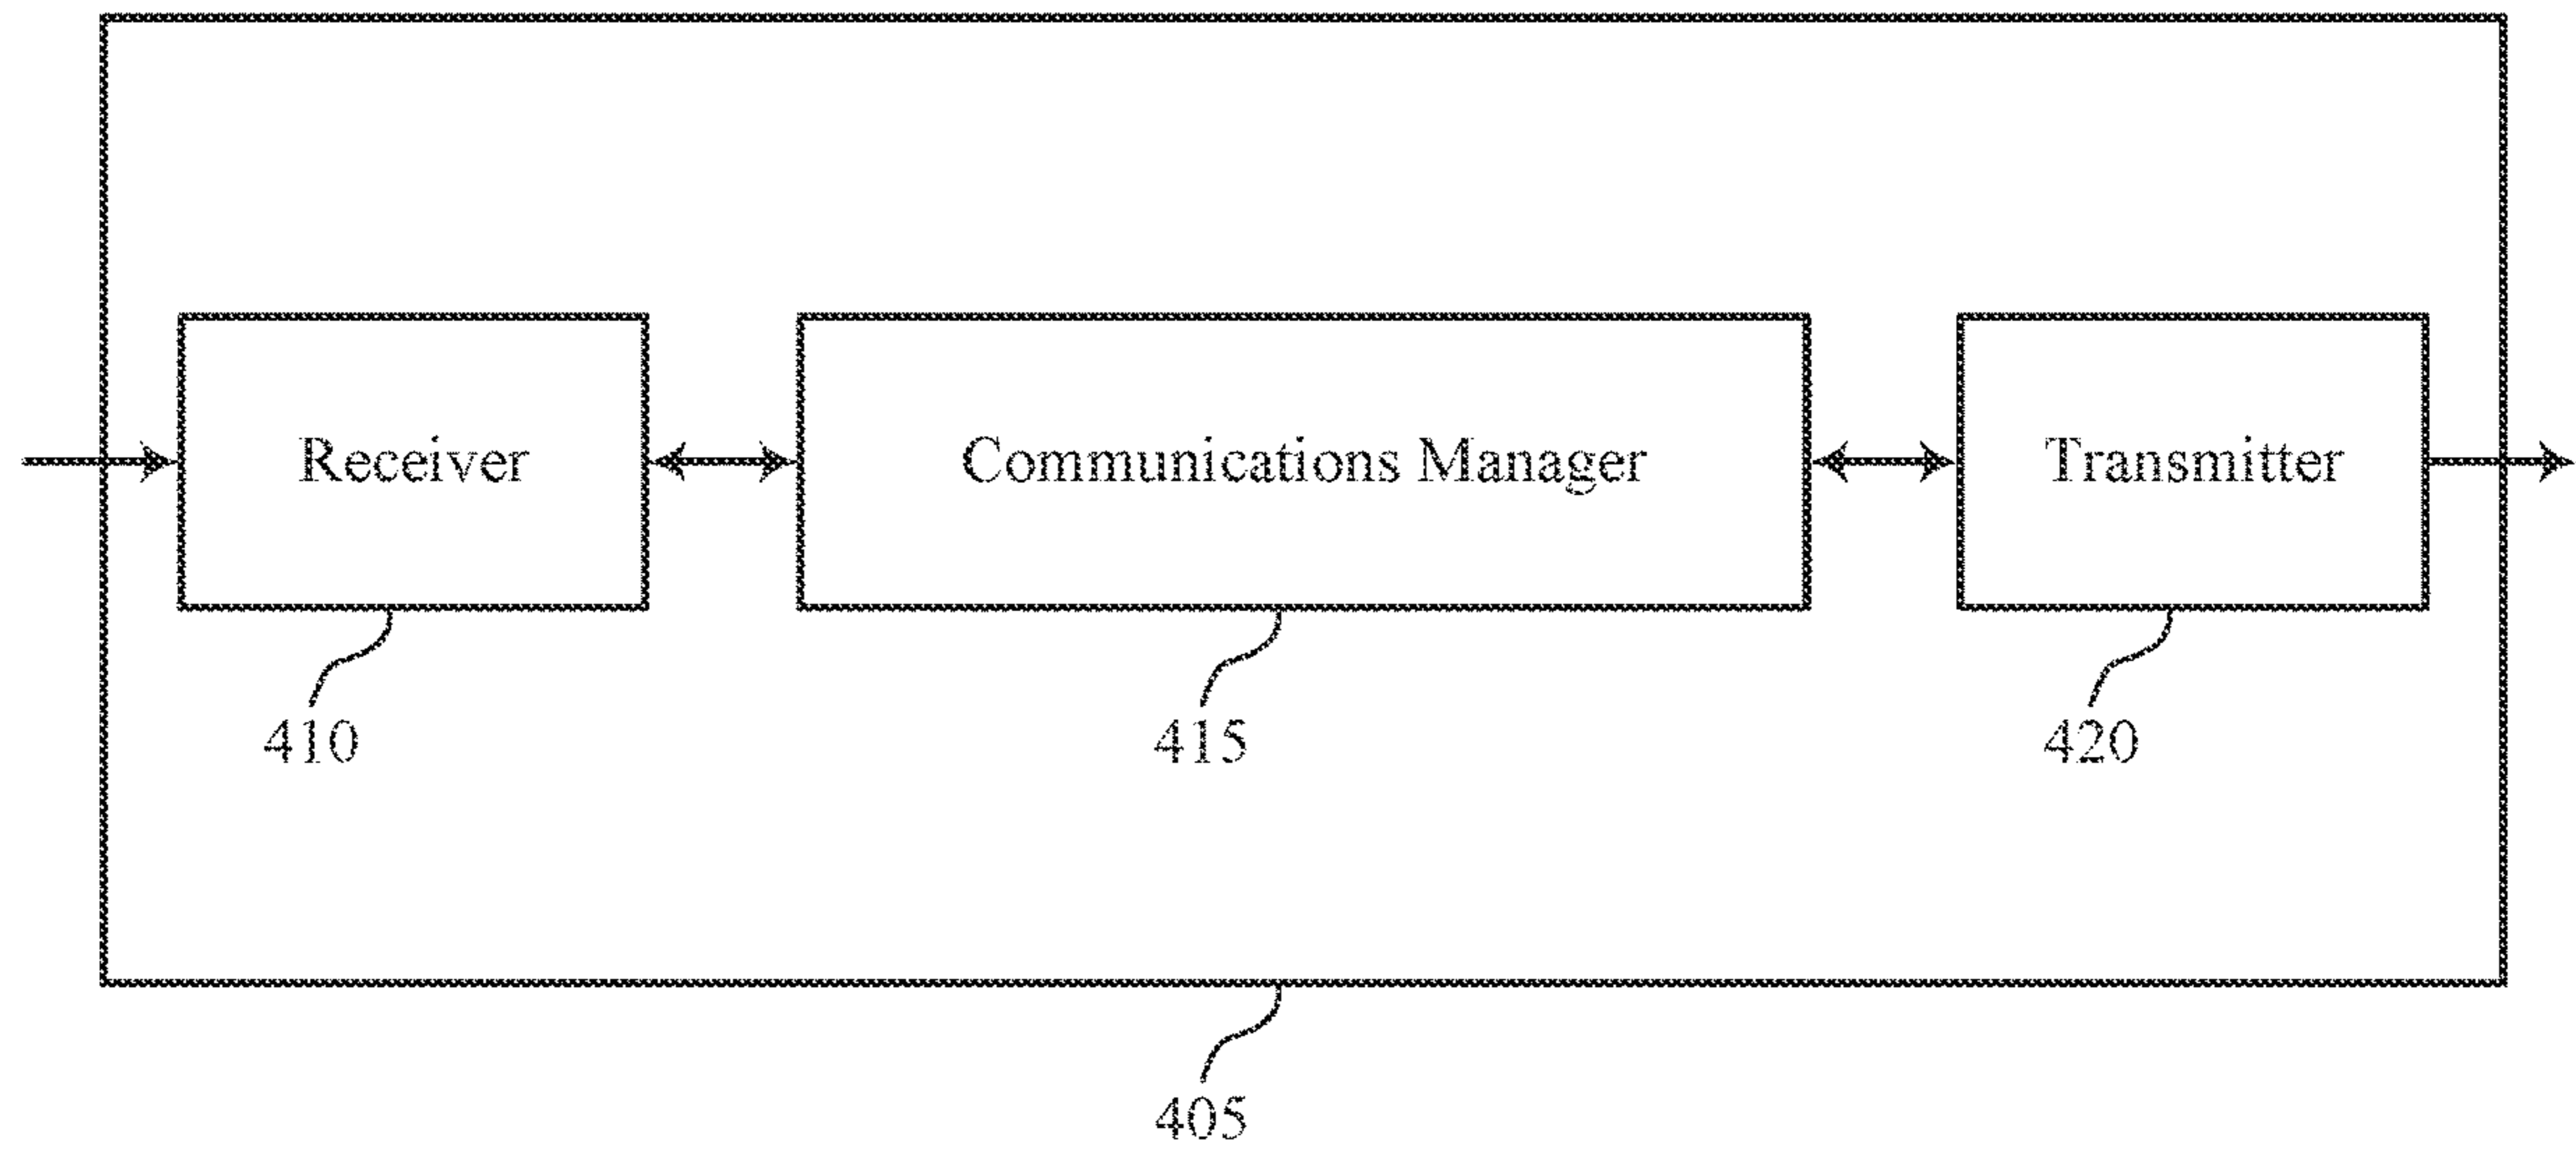 Receiver
Communications Manager
Transmitter
410
415
420
405